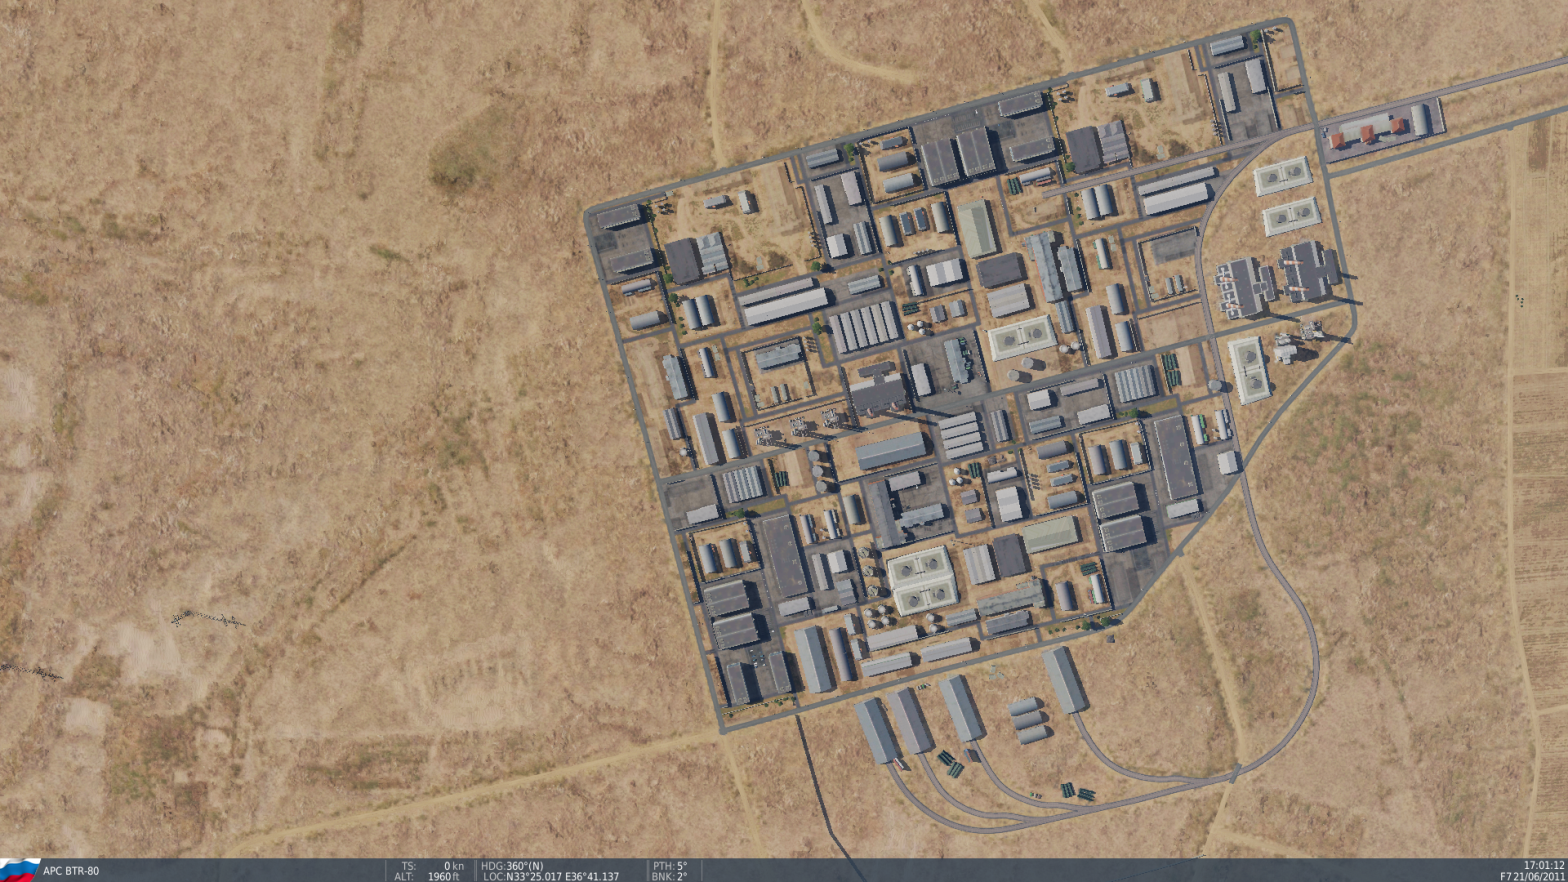 APC BTR-80
TS: 0 kn
ALT: 1960 ft
HDG: 360°(N)
LOC: N33°25.017 E36°41.137
PTH: 5°
BNK: 2°
17:01:12
F7 21/06/2011